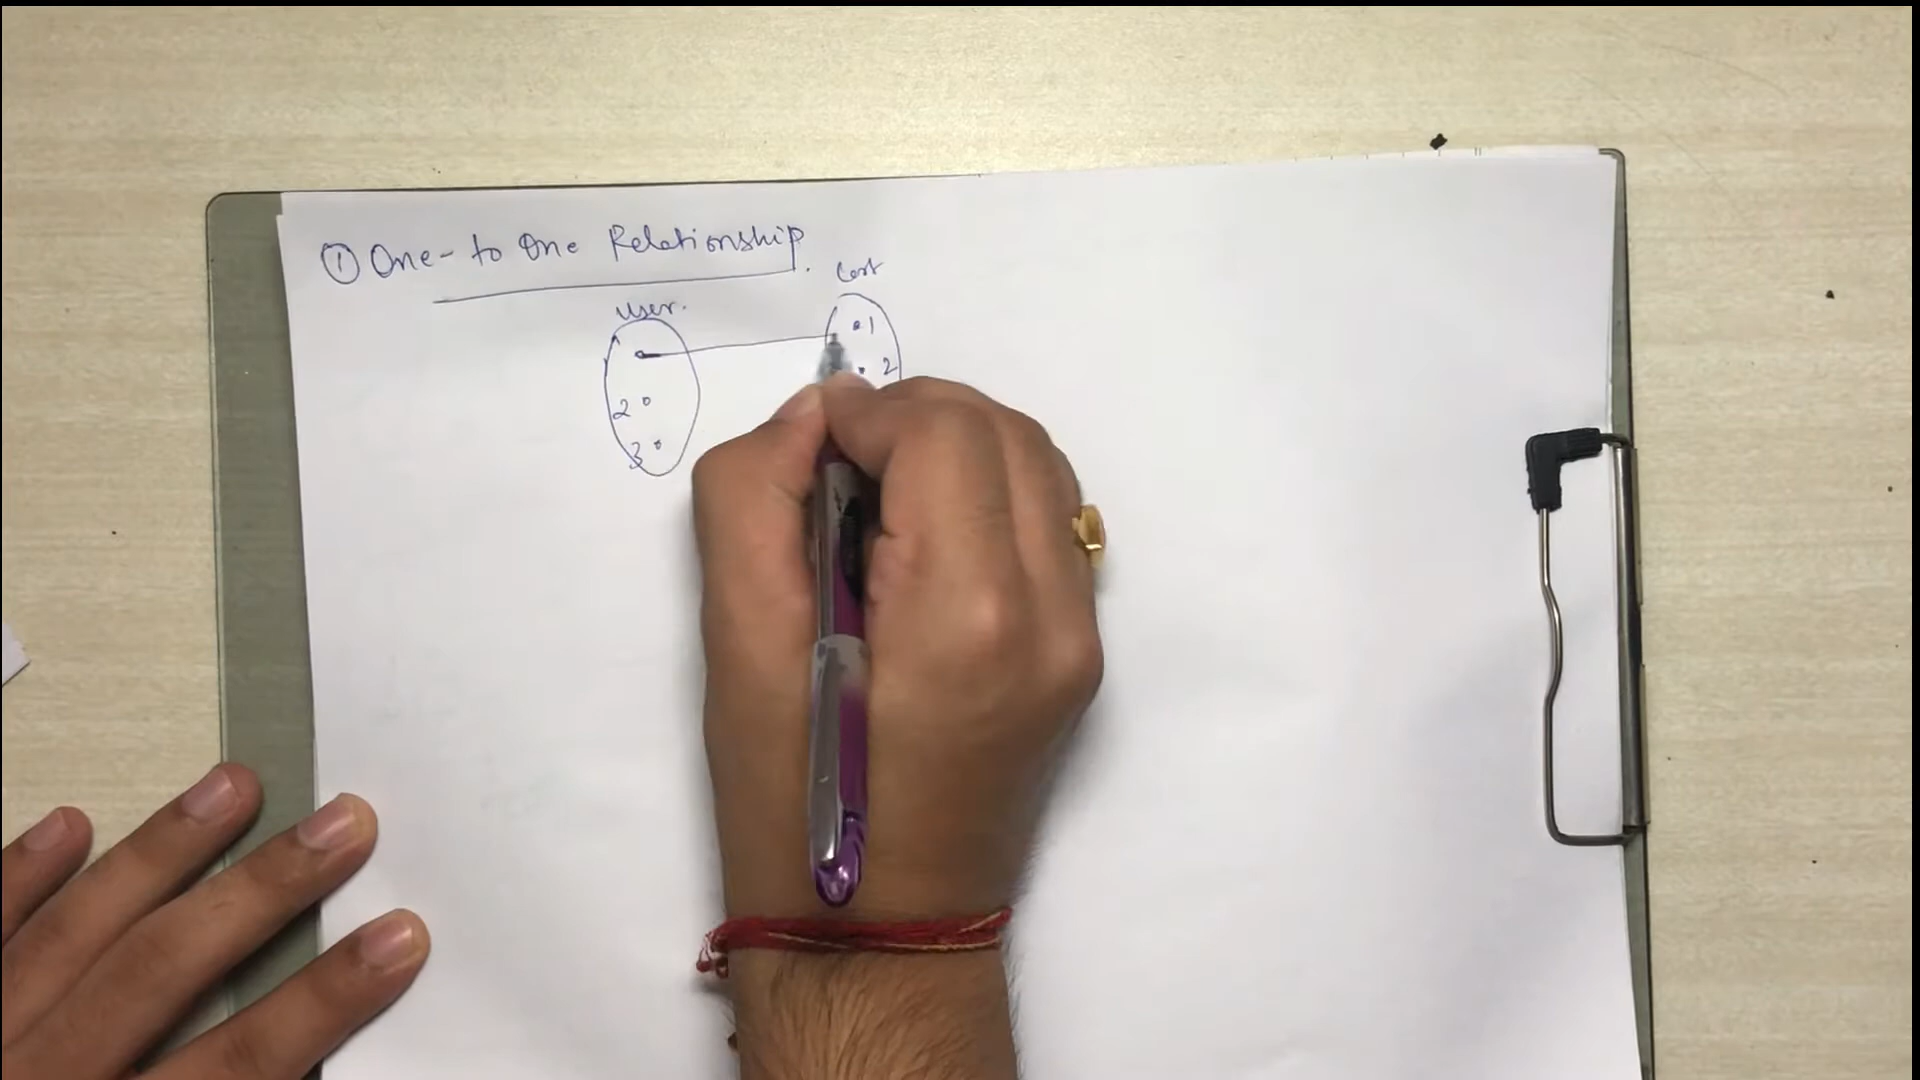 ① One- to One Relationship.
Cart
User.
1
1
2
2
3